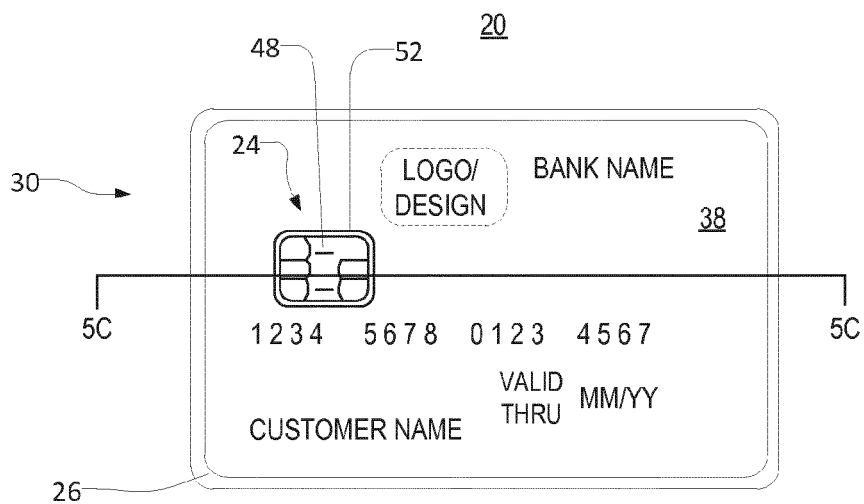 20
48
52
24
30
LOGO/
DESIGN
BANK NAME
38
5C
5C
1234 5678 0123 4567
VALID
THRU
MM/YY
CUSTOMER NAME
26